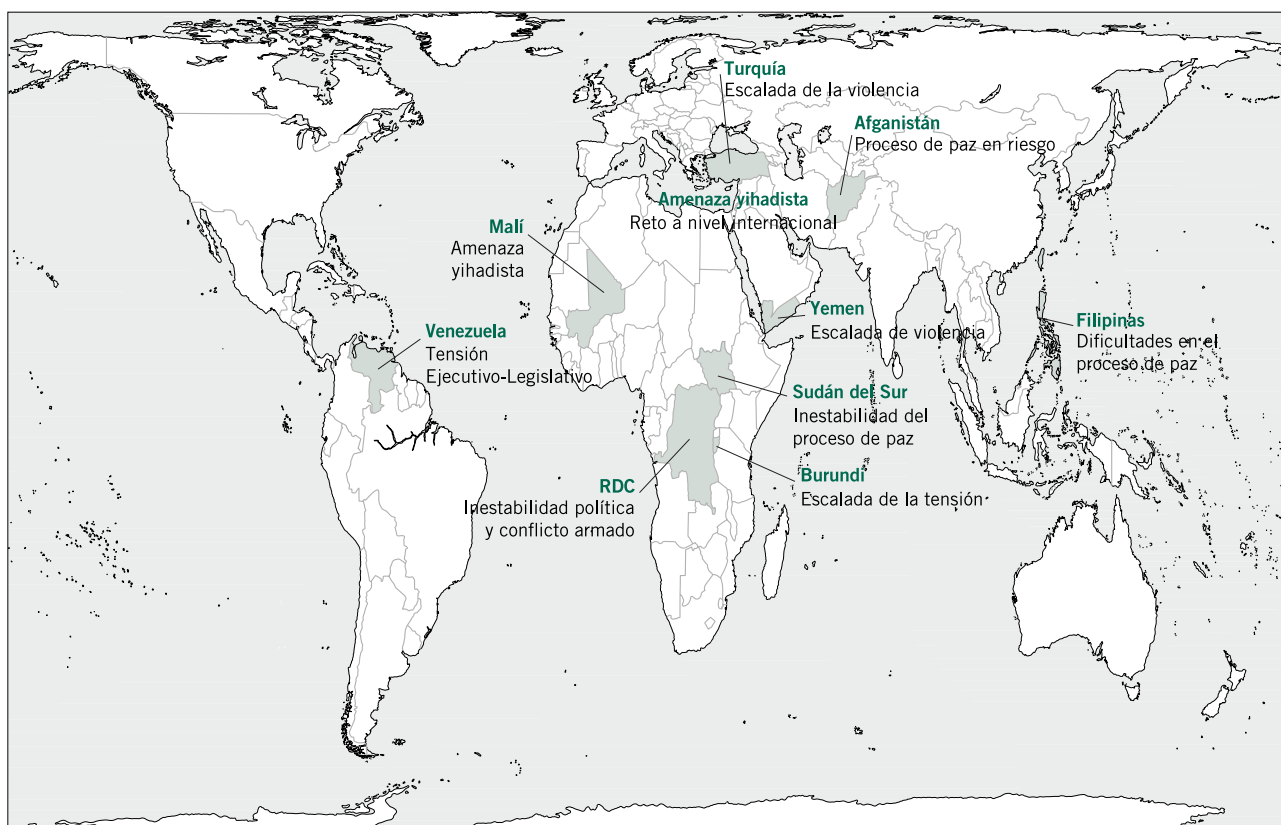 Turquía
Escalada de la violencia
Afganistán
Proceso de paz en riesgo
Amenaza yihadista
Reto a nivel internacional
Malí
Amenaza
yihadista
Yemen
Escalada de violencia
Filipinas
Dificultades en el
proceso de paz
Venezuela
Tensión
Ejecutivo-Legislativo
Sudán del Sur
Inestabilidad del
proceso de paz
Burundi
Escalada de la tensión
RDC
Inestabilidad política
y conflicto armado